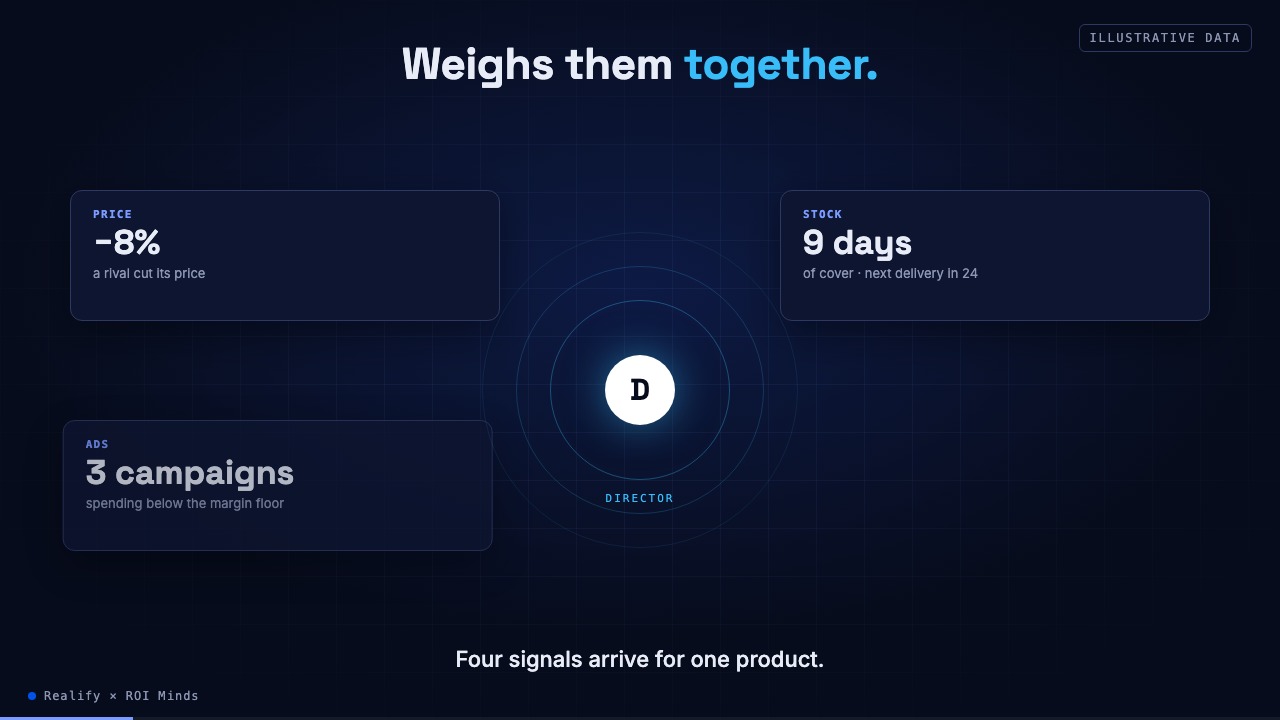 Weighs them together.
ILLUSTRATIVE DATA
PRICE
−8%
a rival cut its price
STOCK
9 days
of cover · next delivery in 24
D
DIRECTOR
ADS
3 campaigns
spending below the margin floor
Four signals arrive for one product.
Realify × ROI Minds